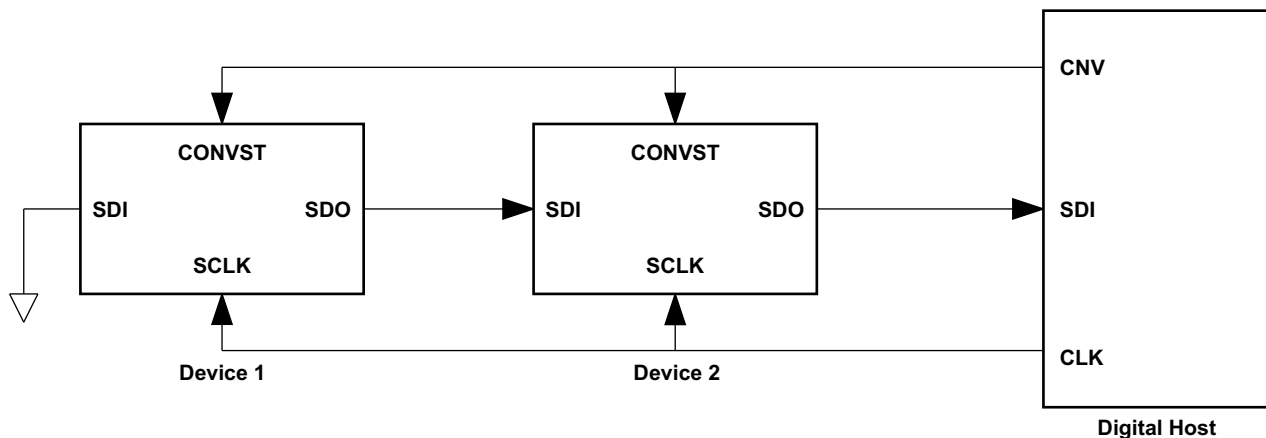 CNV
CONVST
CONVST
SDI
SDO
SDI
SDO
SDI
SCLK
SCLK
CLK
Device 1
Device 2
Digital Host